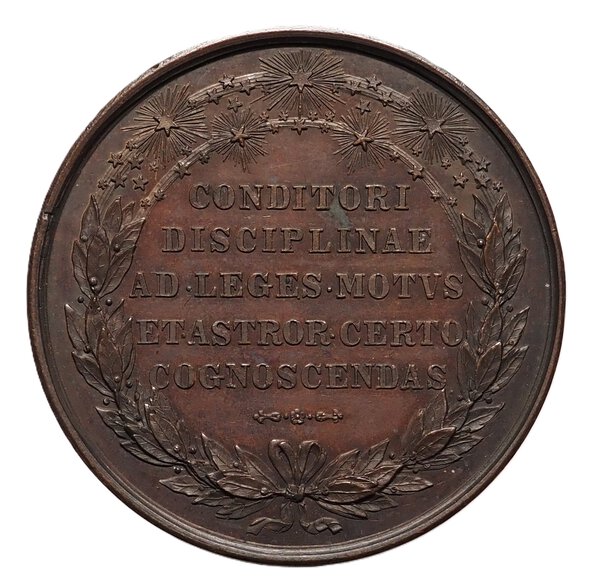 CONDITORI
DISCIPLINAE
AD·LEGES·MOTVS
ET·ASTROR·CERTO
COGNOSCENDAS